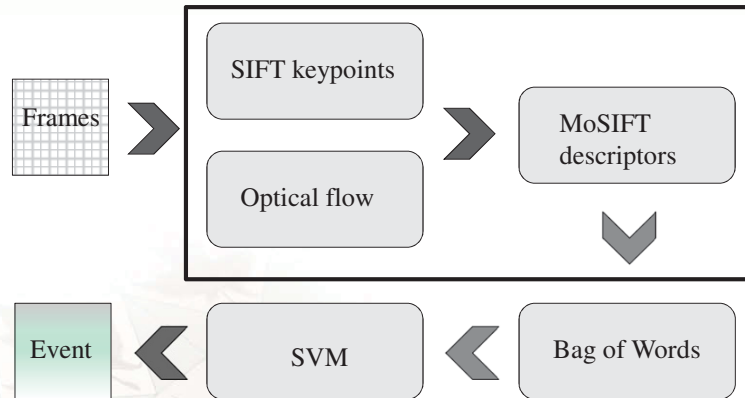 SIFT keypoints
Frames
MoSIFT
descriptors
Optical flow
Event
SVM
Bag of Words